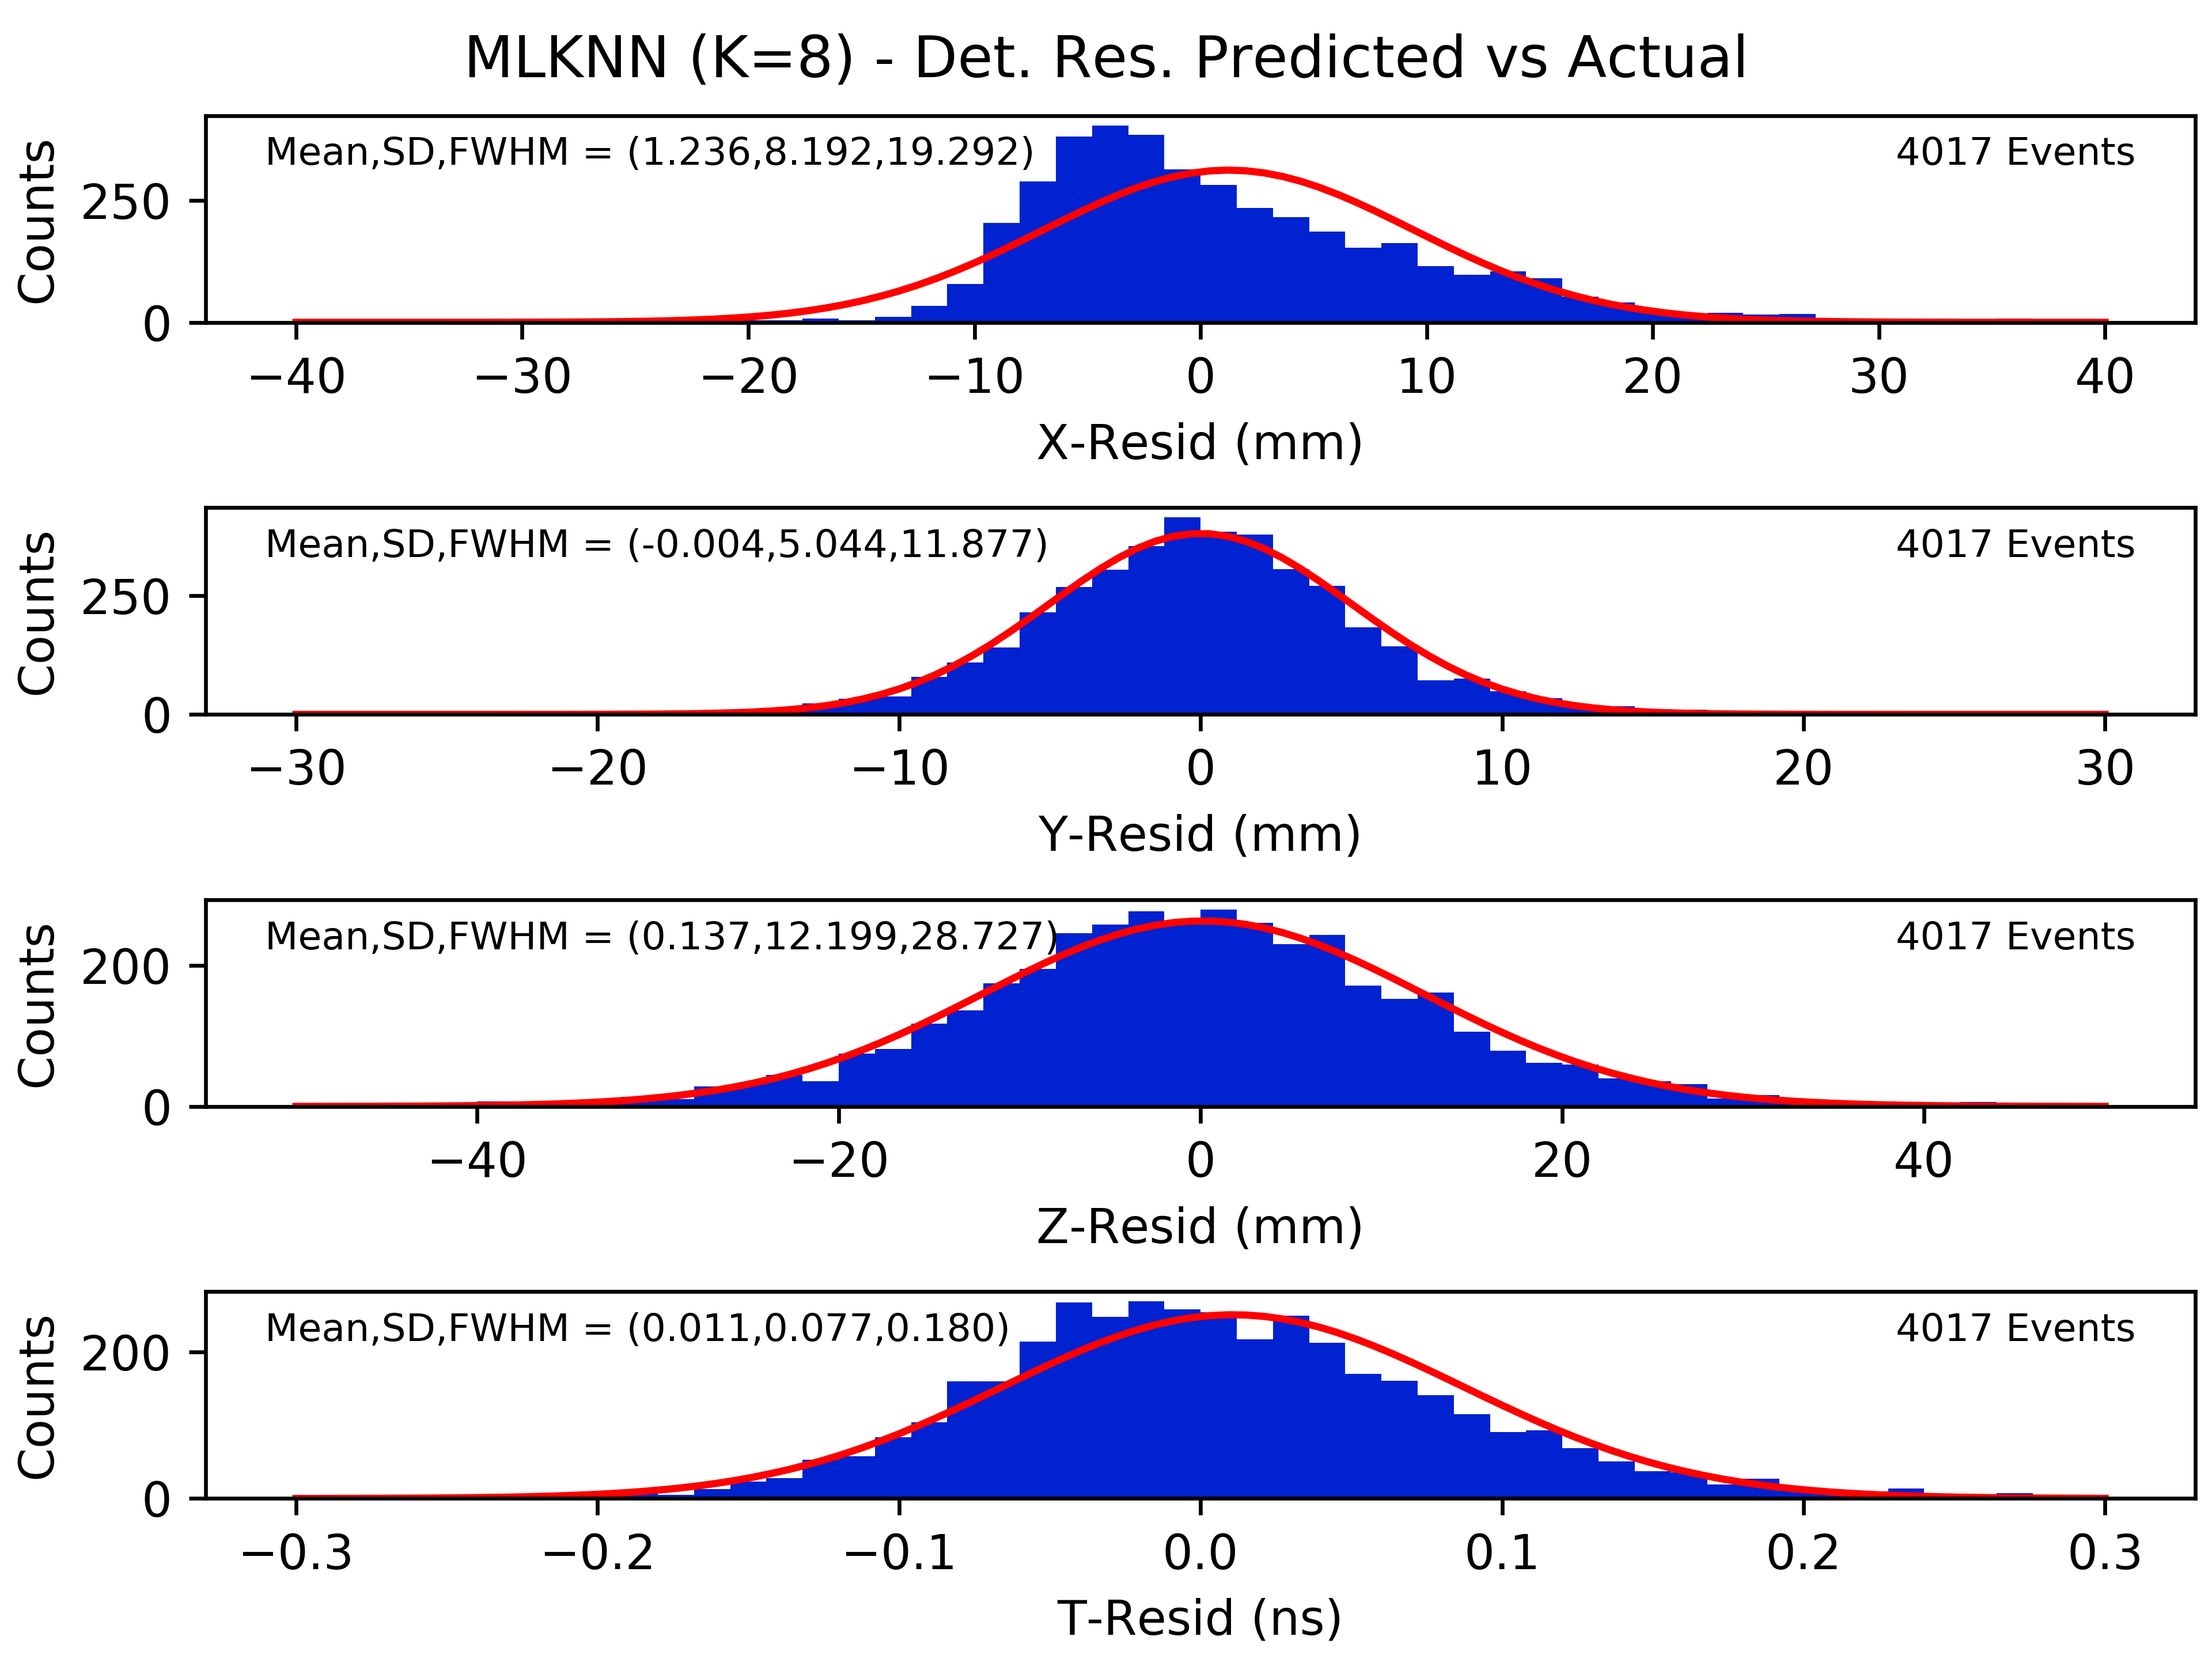 MLKNN (K=8) - Det. Res. Predicted vs Actual
Mean,SD,FWHM = (1.236,8.192,19.292)
4017 Events
Counts
250
0
−40 −30 −20 −10 0 10 20 30 40
X-Resid (mm)
Mean,SD,FWHM = (-0.004,5.044,11.877)
4017 Events
Counts
250
0
−30 −20 −10 0 10 20 30
Y-Resid (mm)
Mean,SD,FWHM = (0.137,12.199,28.727)
4017 Events
Counts
200
0
−40 −20 0 20 40
Z-Resid (mm)
Mean,SD,FWHM = (0.011,0.077,0.180)
4017 Events
Counts
200
0
−0.3 −0.2 −0.1 0.0 0.1 0.2 0.3
T-Resid (ns)